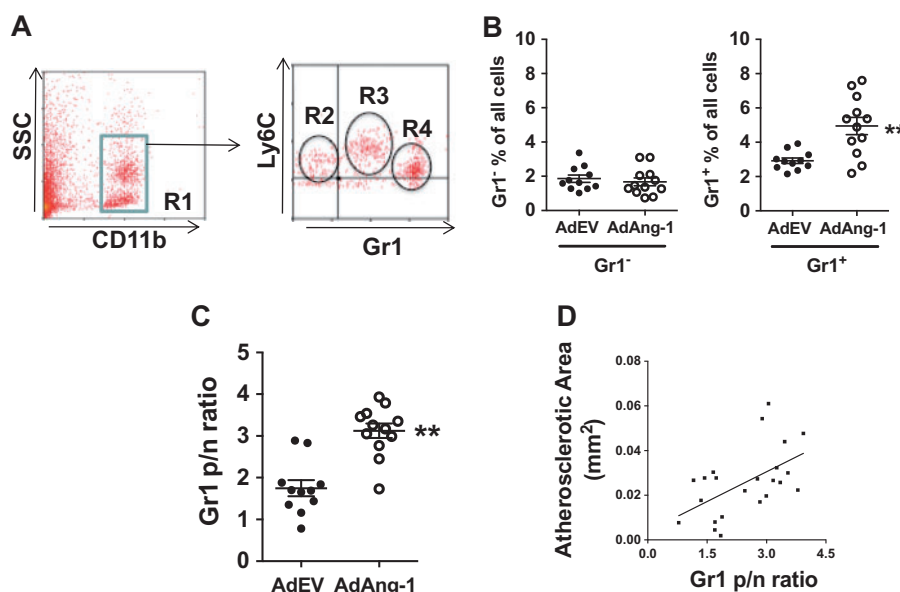 A
SSC
CD11b
R1
Ly6C
R2
R3
R4
Gr1
B
Gr1⁻ % of all cells
10
8
6
4
2
0
AdEV AdAng-1
Gr1⁻
Gr1⁺ % of all cells
10
8
6
4
2
0
**
AdEV AdAng-1
Gr1⁺
C
Gr1 p/n ratio
5
4
3
2
1
0
**
AdEV AdAng-1
D
Atherosclerotic Area
(mm²)
0.08
0.06
0.04
0.02
0.00
0.0 1.5 3.0 4.5
Gr1 p/n ratio